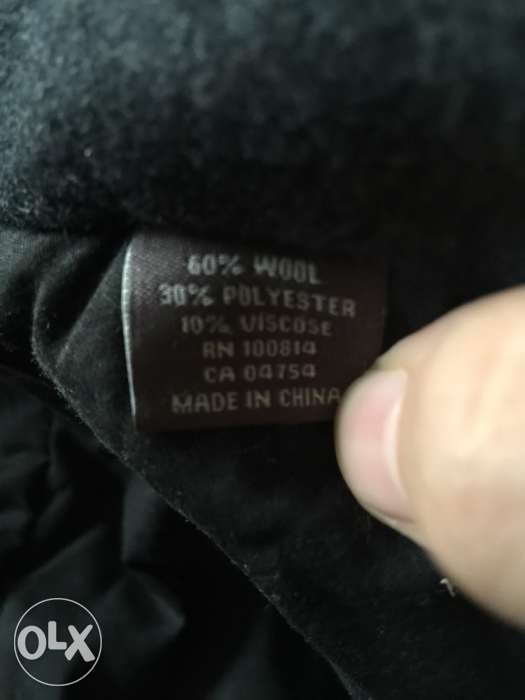 60% WOOL
30% POLYESTER
10% VISCOSE
RN 100814
CA 04754
MADE IN CHINA
OLX